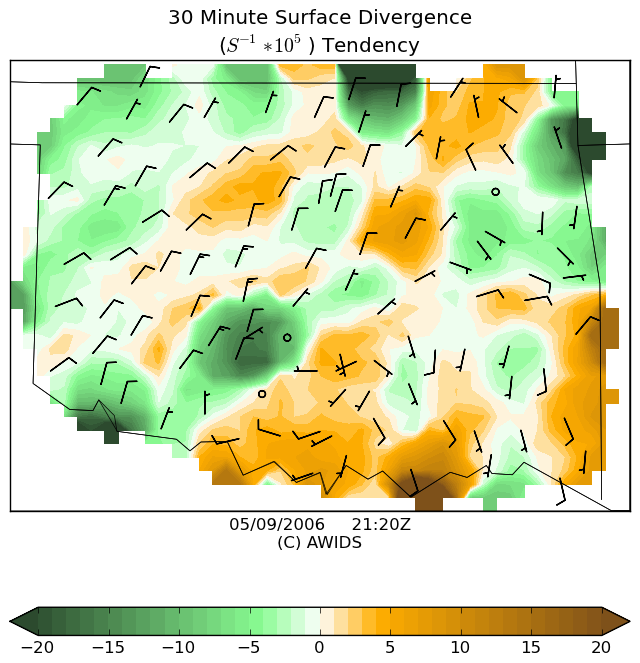 30 Minute Surface Divergence
(S⁻¹ * 10⁵ ) Tendency
05/09/2006 21:20Z
(C) AWIDS
−20 −15 −10 −5 0 5 10 15 20